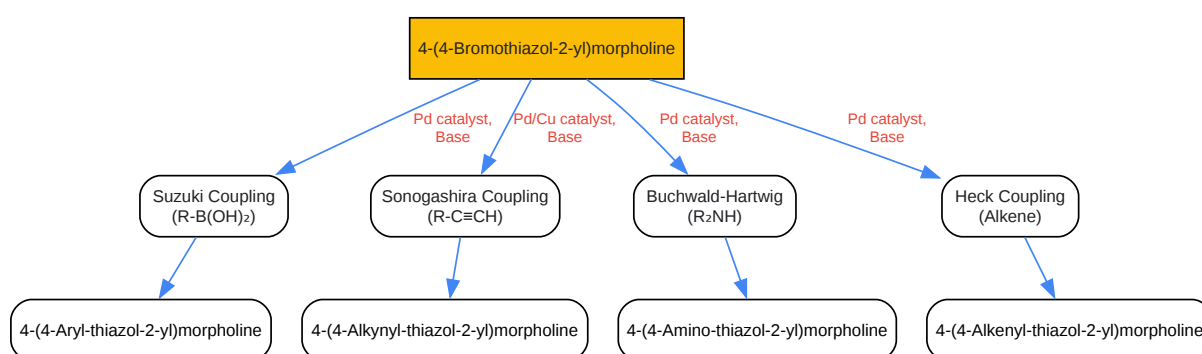 4-(4-Bromothiazol-2-yl)morpholine
Pd catalyst,
Base
Pd/Cu catalyst,
Base
Pd catalyst,
Base
Pd catalyst,
Base
Suzuki Coupling
(R-B(OH)₂)
Sonogashira Coupling
(R-C≡CH)
Buchwald-Hartwig
(R₂NH)
Heck Coupling
(Alkene)
4-(4-Aryl-thiazol-2-yl)morpholine
4-(4-Alkynyl-thiazol-2-yl)morpholine
4-(4-Amino-thiazol-2-yl)morpholine
4-(4-Alkenyl-thiazol-2-yl)morpholine